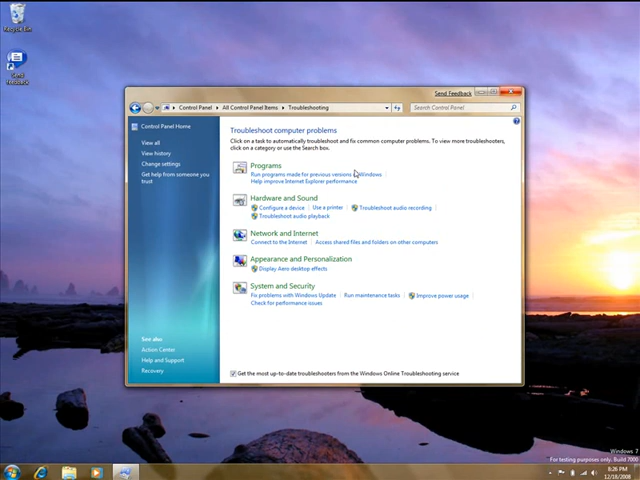 Recycle Bin
Send
Feedback
Send Feedback
Control Panel All Control Panel Items Troubleshooting
Search Control Panel
Control Panel Home
View all
View history
Change settings
Get help from someone you
trust
See also
Action Center
Help and Support
Recovery
Troubleshoot computer problems
Click on a task to automatically troubleshoot and fix common computer problems. To view more troubleshooters,
click on a category or use the Search box.
Programs
Run programs made for previous versions Windows
Help improve Internet Explorer performance
Hardware and Sound
Configure a device Use a printer Troubleshoot audio recording
Troubleshoot audio playback
Network and Internet
Connect to the Internet Access shared files and folders on other computers
Appearance and Personalization
Display Aero desktop effects
System and Security
Fix problems with Windows Update Run maintenance tasks Improve power usage
Check for performance issues
Get the most up-to-date troubleshooters from the Windows Online Troubleshooting service
Windows 7
For testing purposes only. Build 7000
8:26 PM
12/18/2008